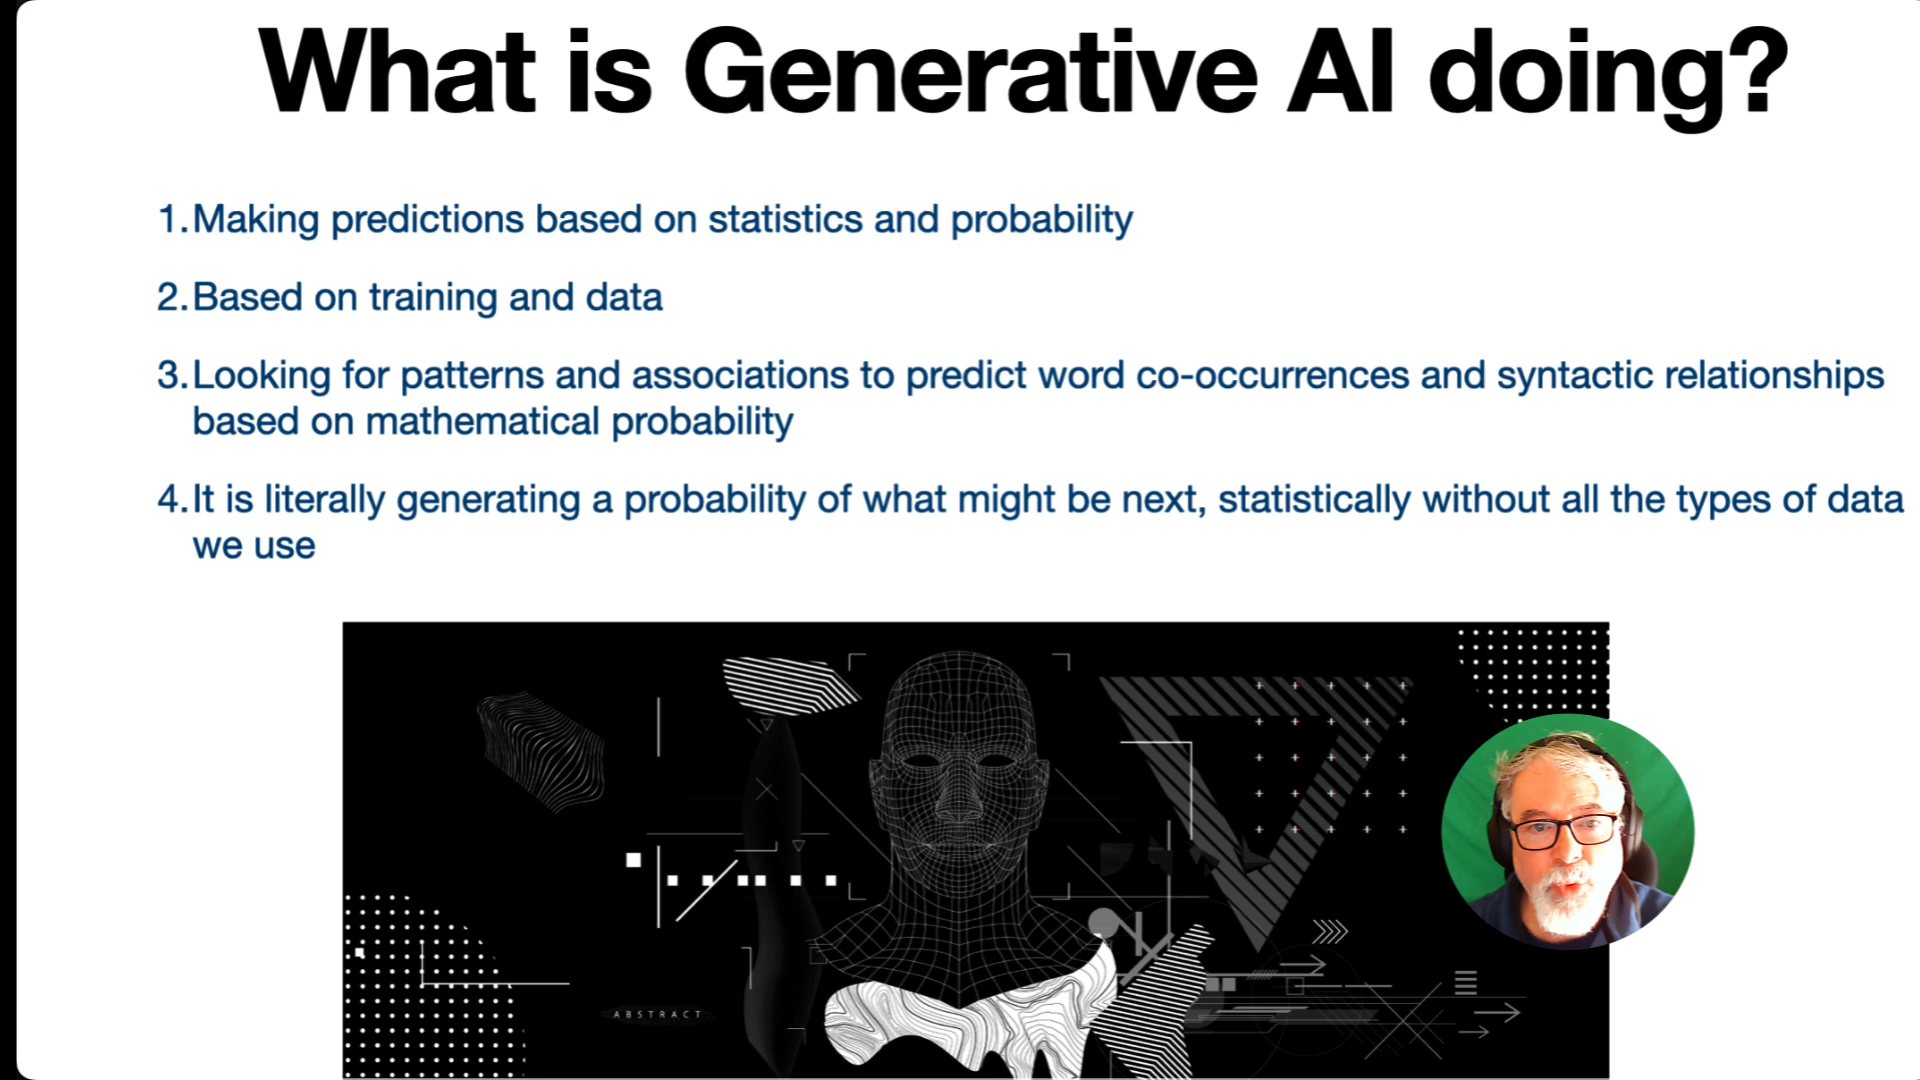 What is Generative AI doing?
1. Making predictions based on statistics and probability
2. Based on training and data
3. Looking for patterns and associations to predict word co-occurrences and syntactic relationships
based on mathematical probability
4. It is literally generating a probability of what might be next, statistically without all the types of data
we use
ABSTRACT